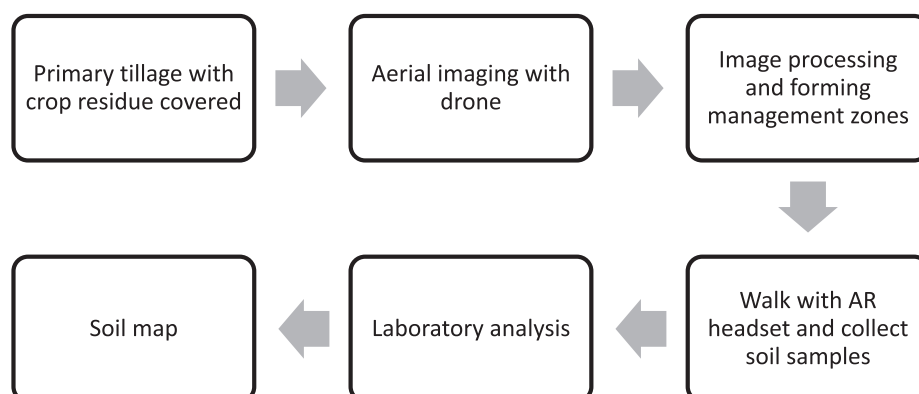 Primary tillage with
crop residue covered
Aerial imaging with
drone
Image processing
and forming
management zones
Walk with AR
headset and collect
soil samples
Laboratory analysis
Soil map